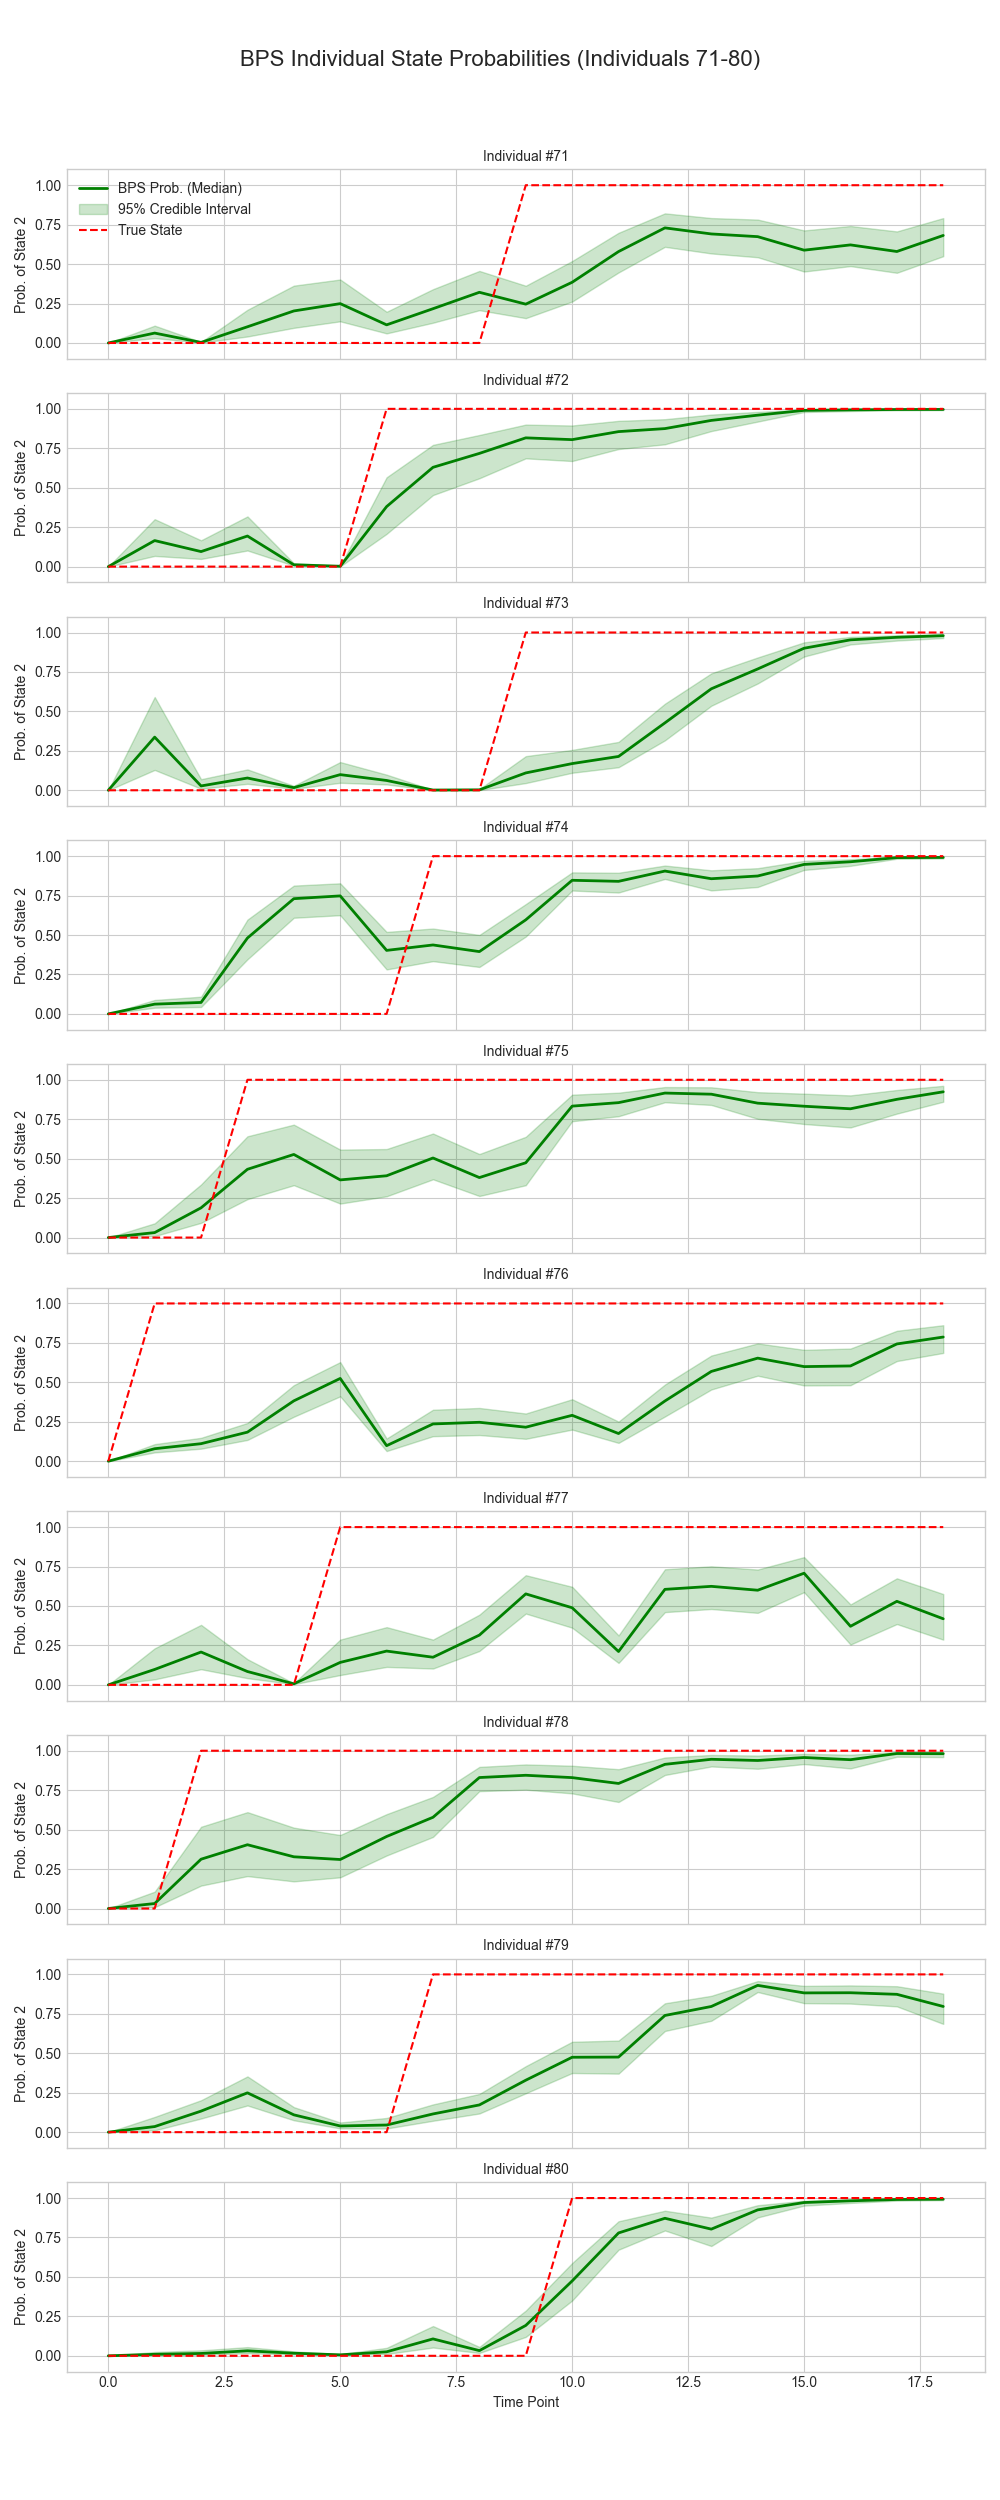 BPS Individual State Probabilities (Individuals 71-80)
Individual #71
BPS Prob. (Median)
95% Credible Interval
True State
Prob. of State 2
1.00
0.75
0.50
0.25
0.00
Individual #72
Prob. of State 2
1.00
0.75
0.50
0.25
0.00
Individual #73
Prob. of State 2
1.00
0.75
0.50
0.25
0.00
Individual #74
Prob. of State 2
1.00
0.75
0.50
0.25
0.00
Individual #75
Prob. of State 2
1.00
0.75
0.50
0.25
0.00
Individual #76
Prob. of State 2
1.00
0.75
0.50
0.25
0.00
Individual #77
Prob. of State 2
1.00
0.75
0.50
0.25
0.00
Individual #78
Prob. of State 2
1.00
0.75
0.50
0.25
0.00
Individual #79
Prob. of State 2
1.00
0.75
0.50
0.25
0.00
Individual #80
Prob. of State 2
1.00
0.75
0.50
0.25
0.00
0.0 2.5 5.0 7.5 10.0 12.5 15.0 17.5
Time Point